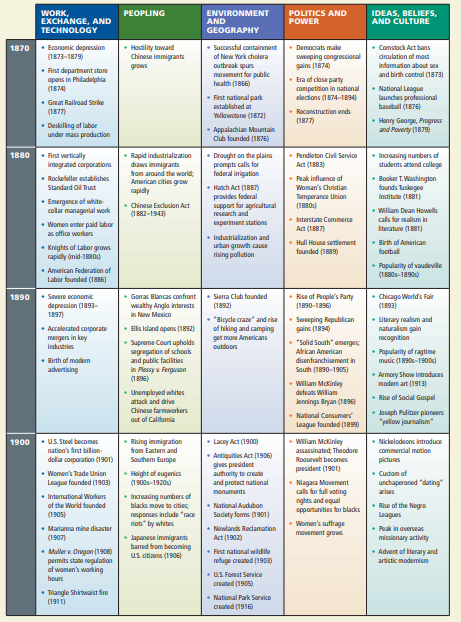 WORK,
EXCHANGE, AND
TECHNOLOGY
PEOPLING
ENVIRONMENT
AND
GEOGRAPHY
POLITICS AND
POWER
IDEAS, BELIEFS,
AND CULTURE
1870
• Economic depression
(1873–1879)
• First department store
opens in Philadelphia
(1874)
• Great Railroad Strike
(1877)
• Deskilling of labor
under mass production
• Hostility toward
Chinese immigrants
grows
• Successful containment
of New York cholera
outbreak spurs
movement for public
health (1866)
• First national park
established at
Yellowstone (1872)
• Appalachian Mountain
Club founded (1876)
• Democrats make
sweeping congressional
gains (1874)
• Era of close party
competition in national
elections (1874–1894)
• Reconstruction ends
(1877)
• Comstock Act bans
circulation of most
information about sex
and birth control (1873)
• National League
launches professional
baseball (1876)
• Henry George, Progress
and Poverty (1879)
1880
• First vertically
integrated corporations
• Rockefeller establishes
Standard Oil Trust
• Emergence of white-
collar managerial work
• Women enter paid labor
as office workers
• Knights of Labor grows
rapidly (mid-1880s)
• American Federation of
Labor founded (1886)
• Rapid industrialization
draws immigrants
from around the world;
American cities grow
rapidly
• Chinese Exclusion Act
(1882–1943)
• Drought on the plains
prompts calls for
federal irrigation
• Hatch Act (1887)
provides federal
support for agricultural
research and
experiment stations
• Industrialization and
urban growth cause
rising pollution
• Pendleton Civil Service
Act (1883)
• Peak influence of
Woman's Christian
Temperance Union
(1880s)
• Interstate Commerce
Act (1887)
• Hull House settlement
founded (1889)
• Increasing numbers of
students attend college
• Booker T. Washington
founds Tuskegee
Institute (1881)
• William Dean Howells
calls for realism in
literature (1881)
• Birth of American
football
• Popularity of vaudeville
(1880s–1890s)
1890
• Severe economic
depression (1893–
1897)
• Accelerated corporate
mergers in key
industries
• Birth of modern
advertising
• Gorras Blancas confront
wealthy Anglo interests
in New Mexico
• Ellis Island opens (1892)
• Supreme Court upholds
segregation of schools
and public facilities
in Plessy v. Ferguson
(1896)
• Unemployed whites
attack and drive
Chinese farmworkers
out of California
• Sierra Club founded
(1892)
• "Bicycle craze" and rise
of hiking and camping
get more Americans
outdoors
• Rise of People's Party
(1890–1896)
• Sweeping Republican
gains (1894)
• "Solid South" emerges;
African American
disenfranchisement in
South (1890–1905)
• William McKinley
defeats William
Jennings Bryan (1896)
• National Consumers'
League founded (1899)
• Chicago World's Fair
(1893)
• Literary realism and
naturalism gain
recognition
• Popularity of ragtime
music (1890s–1900s)
• Armory Show introduces
modern art (1913)
• Rise of Social Gospel
• Joseph Pulitzer pioneers
"yellow journalism"
1900
• U.S. Steel becomes
nation's first billion-
dollar corporation (1901)
• Women's Trade Union
League founded (1903)
• International Workers
of the World founded
(1905)
• Marianna mine disaster
(1907)
• Muller v. Oregon (1908)
permits state regulation
of women's working
hours
• Triangle Shirtwaist fire
(1911)
• Rising immigration
from Eastern and
Southern Europe
• Height of eugenics
(1900s–1920s)
• Increasing numbers of
blacks move to cities;
responses include "race
riots" by whites
• Japanese immigrants
barred from becoming
U.S. citizens (1906)
• Lacey Act (1900)
• Antiquities Act (1906)
gives president
authority to create
and protect national
monuments
• National Audubon
Society forms (1901)
• Newlands Reclamation
Act (1902)
• First national wildlife
refuge created (1903)
• U.S. Forest Service
created (1905)
• National Park Service
created (1916)
• William McKinley
assassinated; Theodore
Roosevelt becomes
president (1901)
• Niagara Movement
calls for full voting
rights and equal
opportunities for blacks
• Women's suffrage
movement grows
• Nickelodeons introduce
commercial motion
pictures
• Custom of
unchaperoned "dating"
arises
• Rise of the Negro
Leagues
• Peak in overseas
missionary activity
• Advent of literary and
artistic modernism